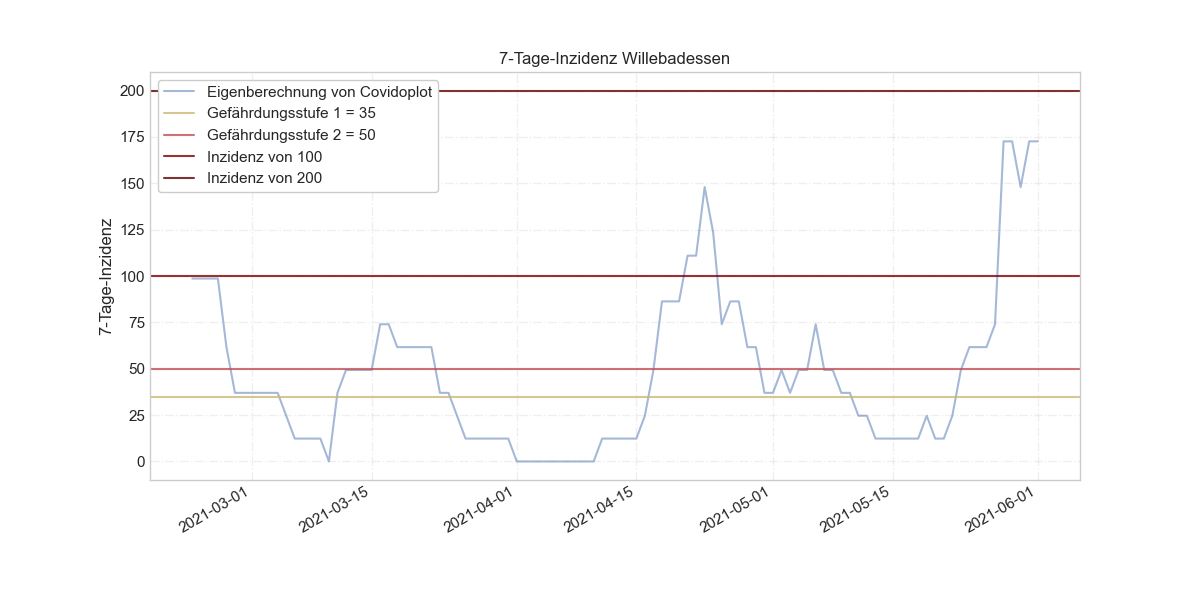 7-Tage-Inzidenz Willebadessen
Eigenberechnung von Covidoplot
Gefährdungsstufe 1 = 35
Gefährdungsstufe 2 = 50
Inzidenz von 100
Inzidenz von 200
7-Tage-Inzidenz
200
175
150
125
100
75
50
25
0
2021-03-01
2021-03-15
2021-04-01
2021-04-15
2021-05-01
2021-05-15
2021-06-01